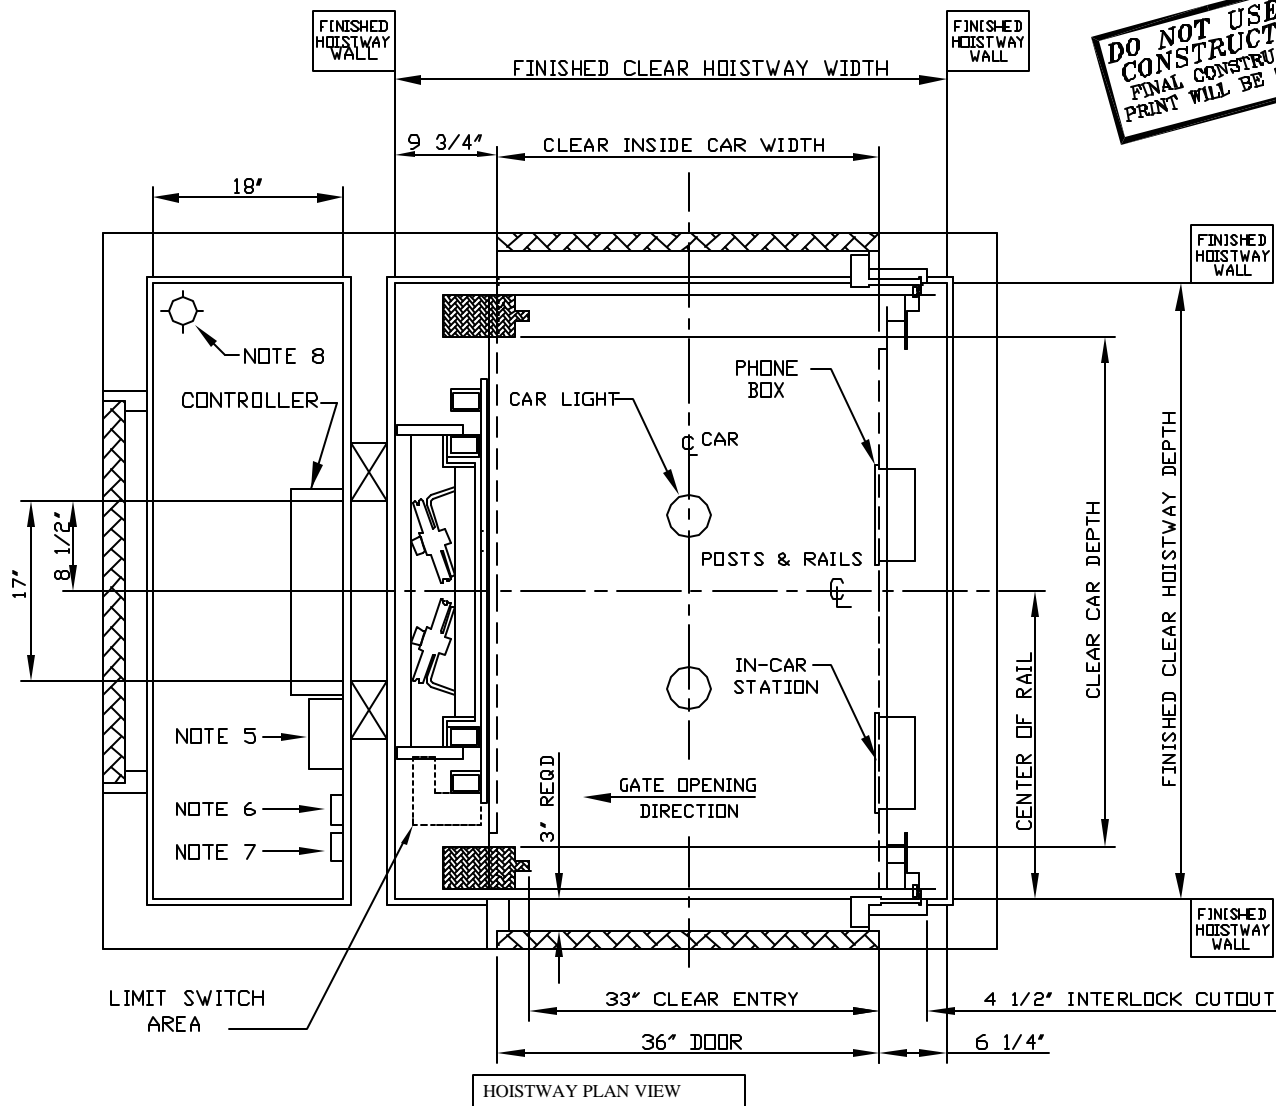 FINISHED
HOISTWAY
WALL
FINISHED
HOISTWAY
WALL
DO NOT USE
FINAL
PRINT WILL BE
FINISHED CLEAR HOISTWAY WIDTH
9 3/4"
CLEAR INSIDE CAR WIDTH
18"
FINISHED
HOISTWAY
WALL
NOTE 8
CONTROLLER
CAR LIGHT
PHONE
BOX
℄ CAR
POSTS & RAILS
℄
17"
8 1/2"
CLEAR CAR DEPTH
FINISHED CLEAR HOISTWAY DEPTH
CENTER OF RAIL
IN-CAR
STATION
NOTE 5
NOTE 6
NOTE 7
3" REQD
GATE OPENING
DIRECTION
FINISHED
HOISTWAY
WALL
LIMIT SWITCH
AREA
33" CLEAR ENTRY
4 1/2" INTERLOCK CUTOUT
36" DOOR
6 1/4"
HOISTWAY PLAN VIEW